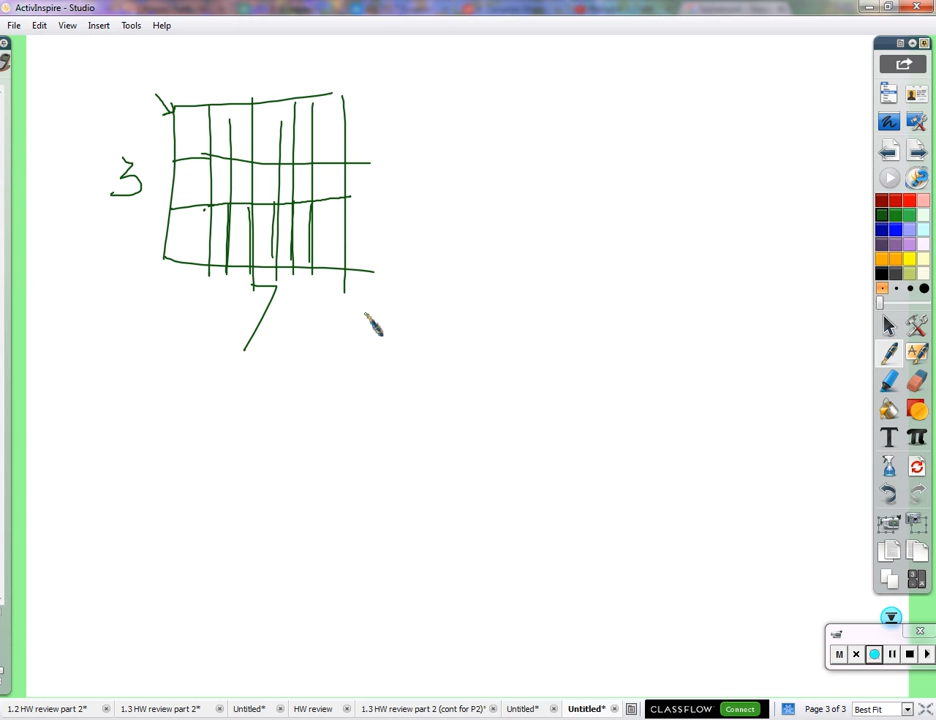 ActivInspire - Studio
File Edit View Insert Tools Help
3
7
M
1.2 HW review part 2* 1.3 HW review part 2* Untitled* HW review 1.3 HW review part 2 (cont for P2)* Untitled* Untitled* CLASSFLOW Connect Page 3 of 3 Best Fit